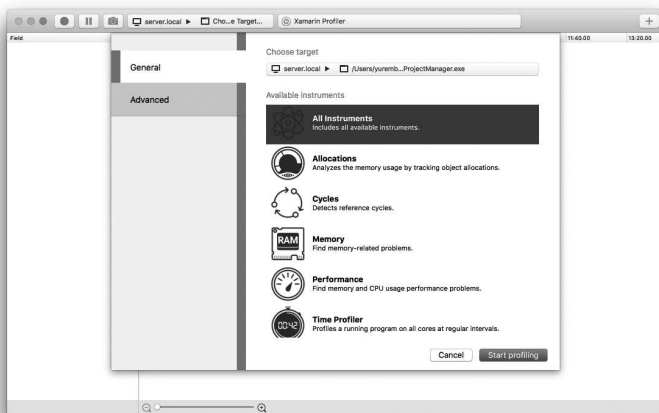 server.local ▶ Cho...e Target... Xamarin Profiler
Field 11:40.00 13:20.00
General
Advanced
Choose target
server.local ▶ /Users/yuremb...ProjectManager.exe
Available instruments
All Instruments
Includes all available instruments.
Allocations
Analyzes the memory usage by tracking object allocations.
Cycles
Detects reference cycles.
RAM
Memory
Find memory-related problems.
Performance
Find memory and CPU usage performance problems.
00:42
Time Profiler
Profiles a running program on all cores at regular intervals.
Cancel Start profiling